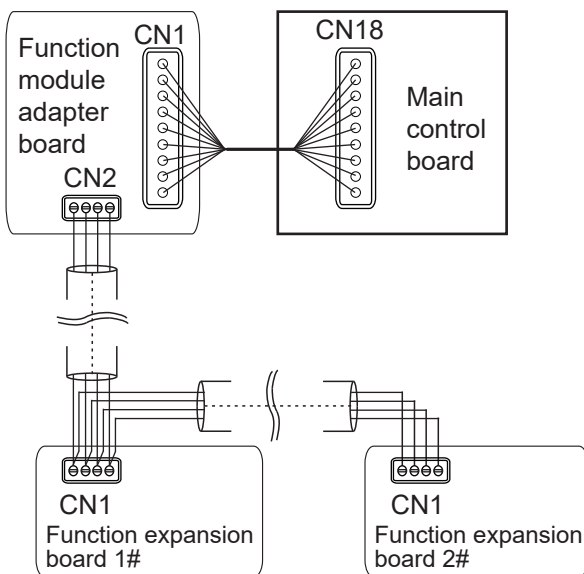 Function
module
adapter
board
CN1
CN2
CN18
Main
control
board
CN1
Function expansion
board 1#
CN1
Function expansion
board 2#